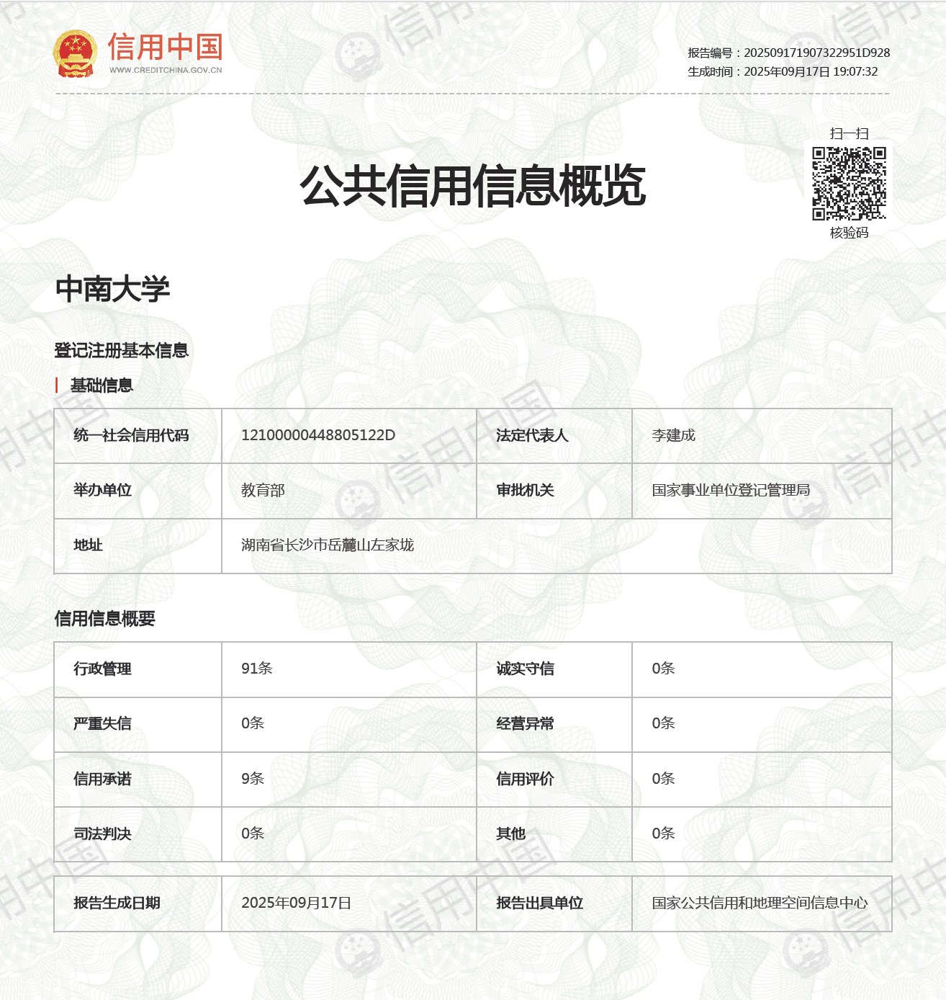 信用中国
WWW.CREDITCHINA.GOV.CN
报告编号：202509171907322951D928
生成时间：2025年09月17日 19:07:32
扫一扫
核验码
公共信用信息概览
中南大学
登记注册基本信息
基础信息
统一社会信用代码 12100000448805122D 法定代表人 李建成
举办单位 教育部 审批机关 国家事业单位登记管理局
地址 湖南省长沙市岳麓山左家垅
信用信息概要
行政管理 91条 诚实守信 0条
严重失信 0条 经营异常 0条
信用承诺 9条 信用评价 0条
司法判决 0条 其他 0条
报告生成日期 2025年09月17日 报告出具单位 国家公共信用和地理空间信息中心